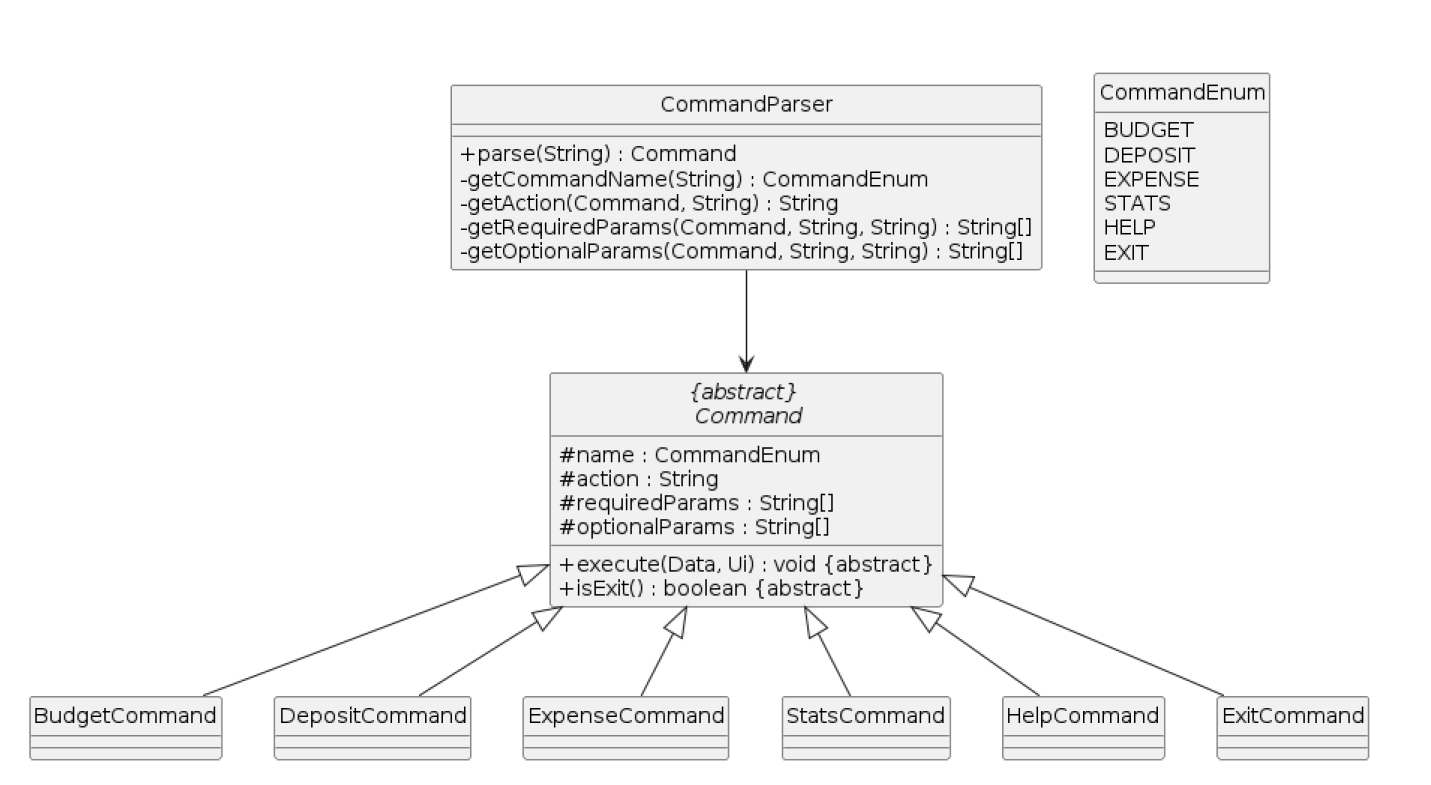 CommandParser
+parse(String) : Command
-getCommandName(String) : CommandEnum
-getAction(Command, String) : String
-getRequiredParams(Command, String, String) : String[]
-getOptionalParams(Command, String, String) : String[]
CommandEnum
BUDGET
DEPOSIT
EXPENSE
STATS
HELP
EXIT
{abstract}
Command
#name : CommandEnum
#action : String
#requiredParams : String[]
#optionalParams : String[]
+execute(Data, Ui) : void {abstract}
+isExit() : boolean {abstract}
BudgetCommand
DepositCommand
ExpenseCommand
StatsCommand
HelpCommand
ExitCommand